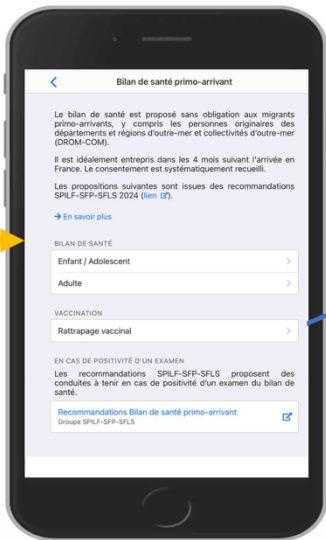 Bilan de santé primo-arrivant
Le bilan de santé est proposé sans obligation aux migrants
primo-arrivants, y compris les personnes originaires des
départements et régions d'outre-mer et collectivités d'outre-mer
(DROM-COM).
Il est idéalement entrepris dans les 4 mois suivant l'arrivée en
France. Le consentement est systématiquement recueilli.
Les propositions suivantes sont issues des recommandations
SPILF-SFP-SFLS 2024 (lien).
→ En savoir plus
BILAN DE SANTÉ
Enfant / Adolescent
Adulte
VACCINATION
Rattrapage vaccinal
EN CAS DE POSITIVITÉ D'UN EXAMEN
Les recommandations SPILF-SFP-SFLS proposent des
conduites à tenir en cas de positivité d'un examen du bilan de
santé.
Recommandations Bilan de santé primo-arrivant
Groupe SPILF-SFP-SFLS